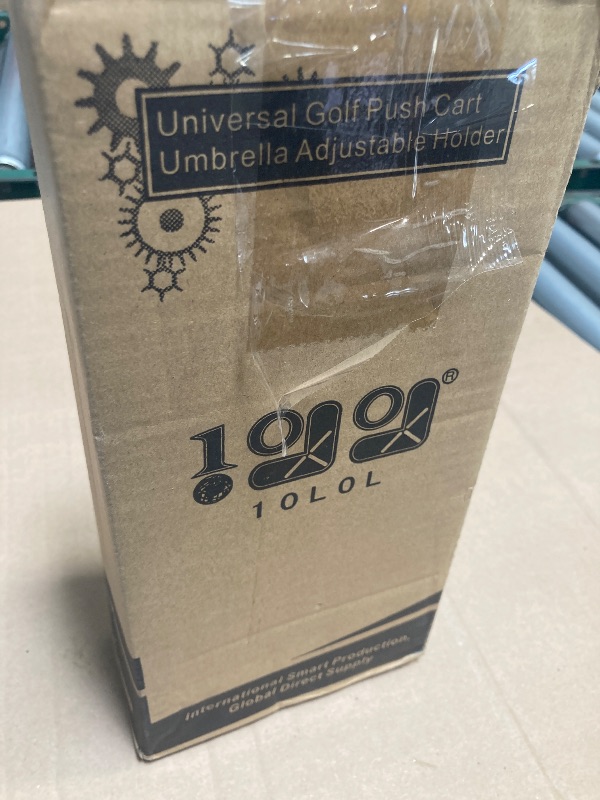 Universal Golf Push Cart
Umbrella Adjustable Holder
®
10L0L
International Smart Production,
Global Direct Supply